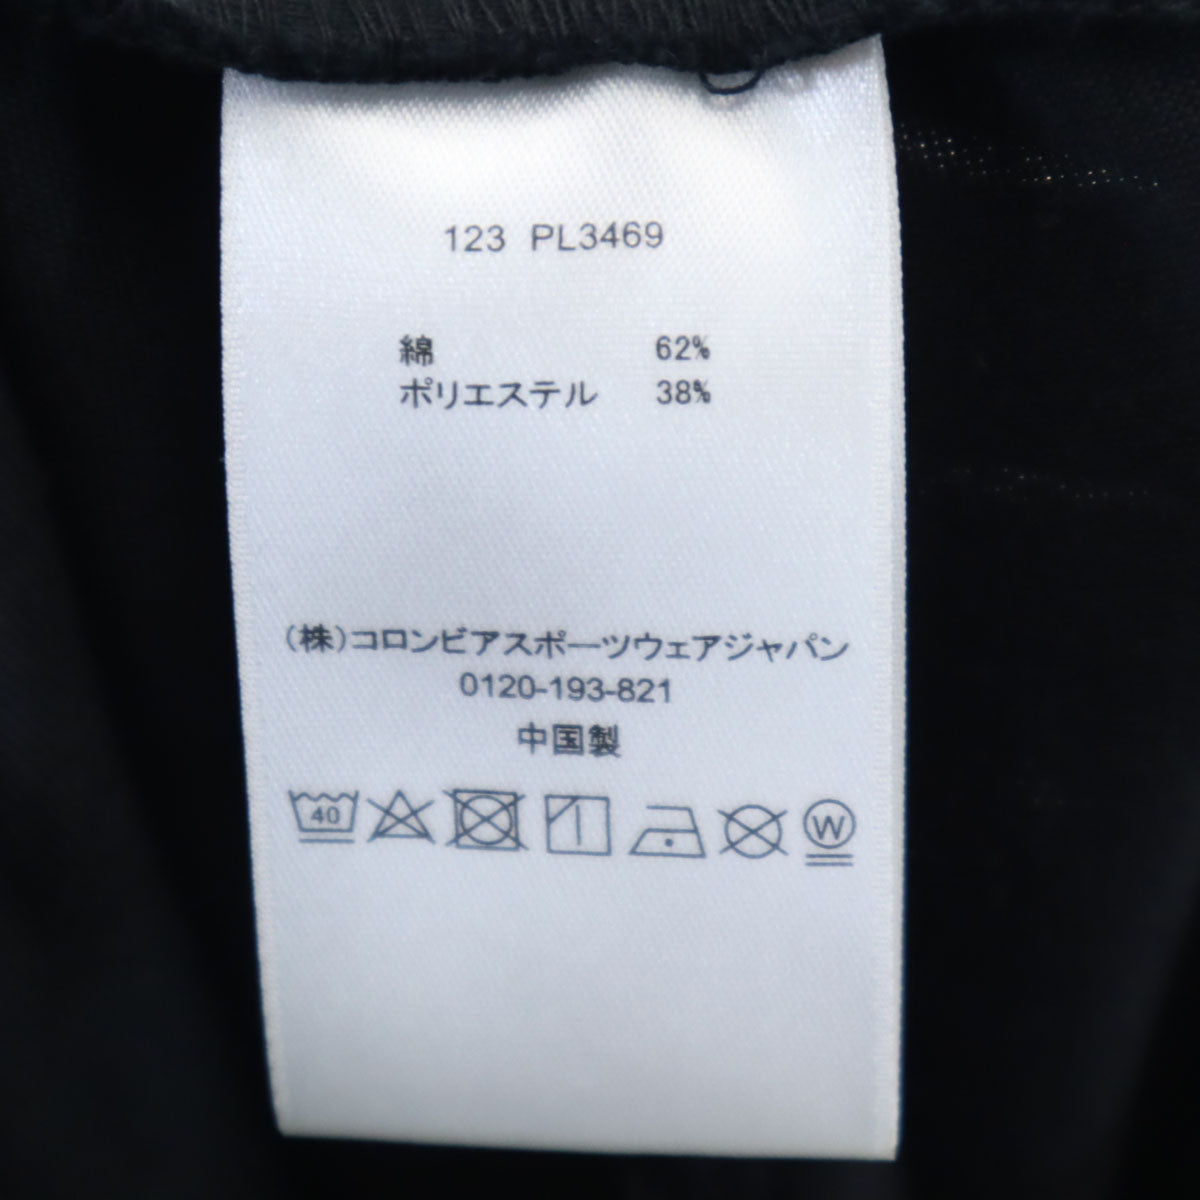 123 PL3469
綿 62%
ポリエステル 38%
(株)コロンビアスポーツウェアジャパン
0120-193-821
中国製
40
W